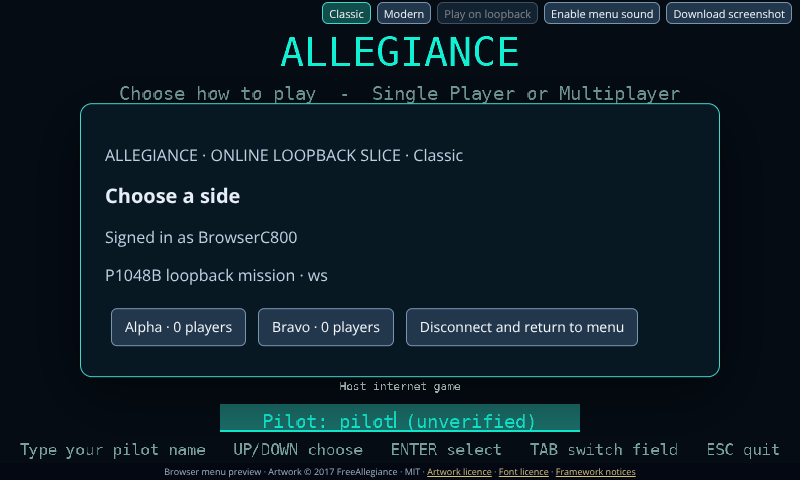 Classic Modern Play on loopback Enable menu sound Download screenshot
ALLEGIANCE
Choose how to play - Single Player or Multiplayer
ALLEGIANCE · ONLINE LOOPBACK SLICE · Classic
Choose a side
Signed in as BrowserC800
P1048B loopback mission · ws
Alpha · 0 players Bravo · 0 players Disconnect and return to menu
Host internet game
Pilot: pilot (unverified)
Type your pilot name UP/DOWN choose ENTER select TAB switch field ESC quit
Browser menu preview · Artwork © 2017 FreeAllegiance · MIT · Artwork licence · Font licence · Framework notices